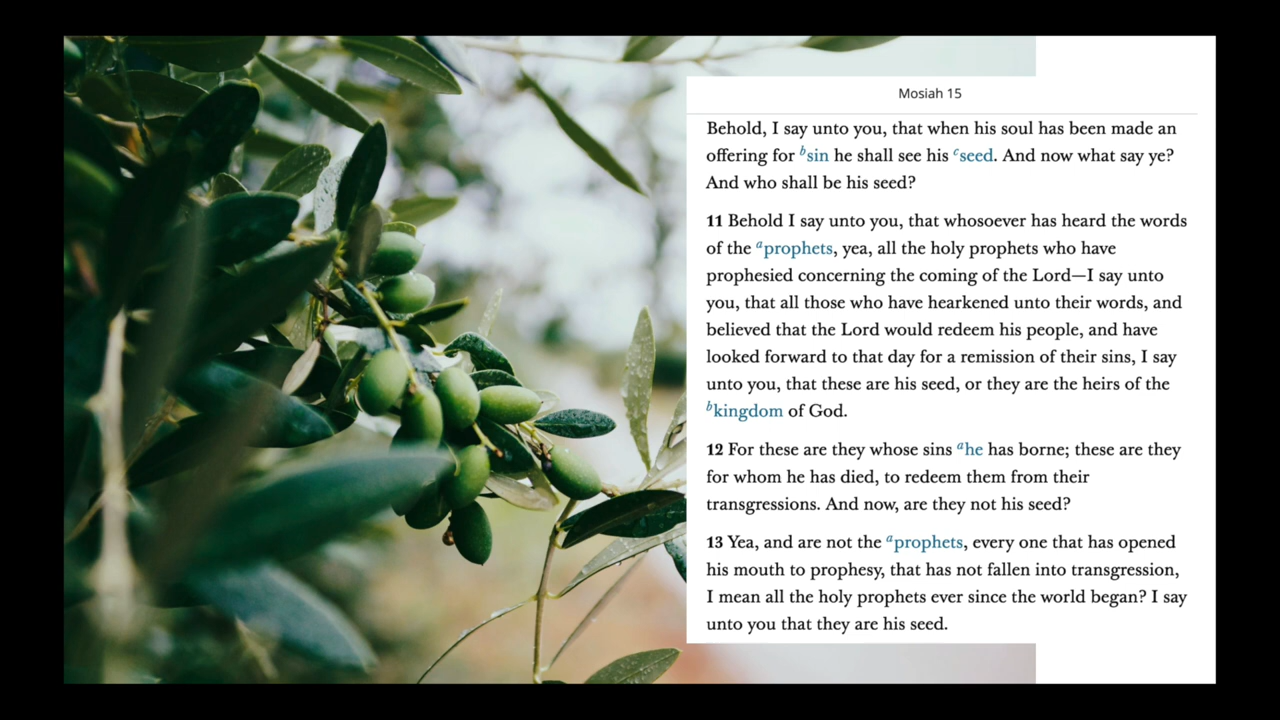 Mosiah 15
Behold, I say unto you, that when his soul has been made an
offering for bsin he shall see his cseed. And now what say ye?
And who shall be his seed?
11 Behold I say unto you, that whosoever has heard the words
of the aprophets, yea, all the holy prophets who have
prophesied concerning the coming of the Lord—I say unto
you, that all those who have hearkened unto their words, and
believed that the Lord would redeem his people, and have
looked forward to that day for a remission of their sins, I say
unto you, that these are his seed, or they are the heirs of the
bkingdom of God.
12 For these are they whose sins ahe has borne; these are they
for whom he has died, to redeem them from their
transgressions. And now, are they not his seed?
13 Yea, and are not the aprophets, every one that has opened
his mouth to prophesy, that has not fallen into transgression,
I mean all the holy prophets ever since the world began? I say
unto you that they are his seed.